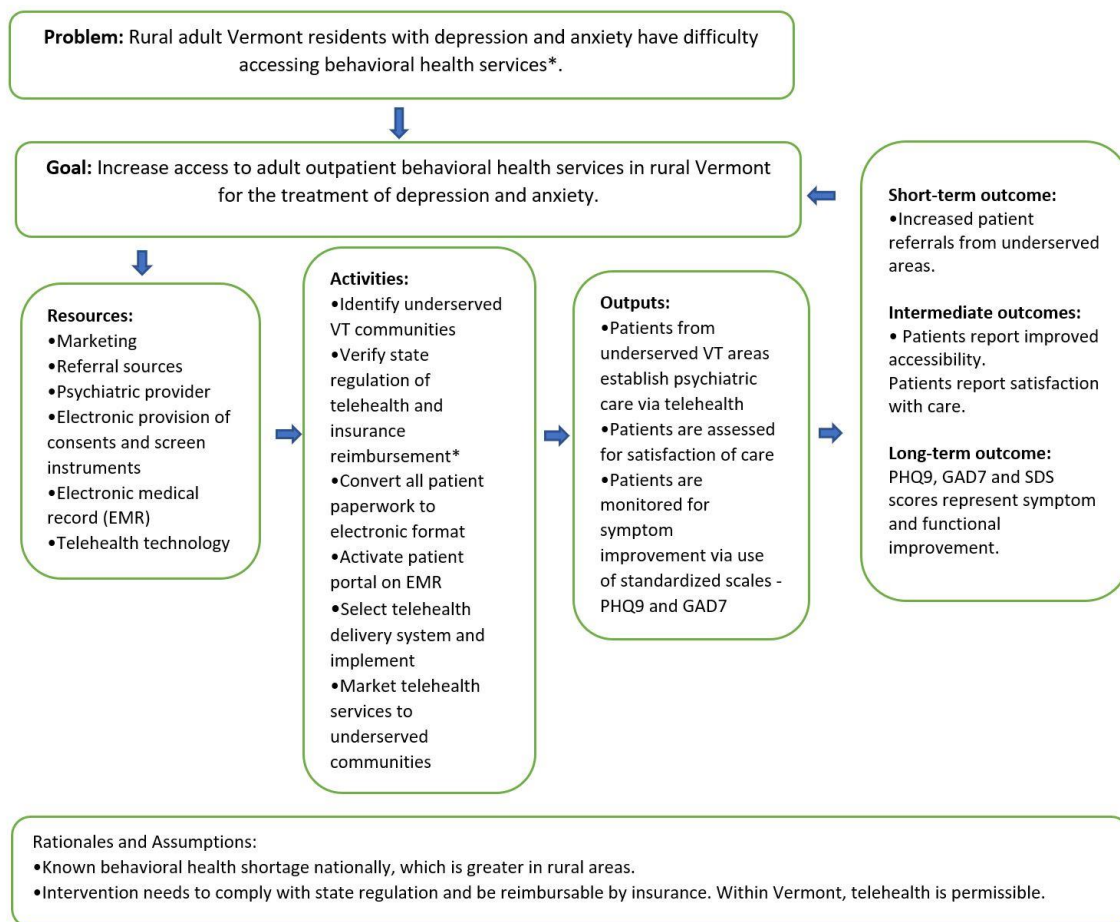 Problem: Rural adult Vermont residents with depression and anxiety have difficulty
accessing behavioral health services*.
Goal: Increase access to adult outpatient behavioral health services in rural Vermont
for the treatment of depression and anxiety.
Resources:
•Marketing
•Referral sources
•Psychiatric provider
•Electronic provision of
consents and screen
instruments
•Electronic medical
record (EMR)
•Telehealth technology
Activities:
•Identify underserved
VT communities
•Verify state
regulation of
telehealth and
insurance
reimbursement*
•Convert all patient
paperwork to
electronic format
•Activate patient
portal on EMR
•Select telehealth
delivery system and
implement
•Market telehealth
services to
underserved
communities
Outputs:
•Patients from
underserved VT areas
establish psychiatric
care via telehealth
•Patients are assessed
for satisfaction of care
•Patients are
monitored for
symptom
improvement via use
of standardized scales -
PHQ9 and GAD7
Short-term outcome:
•Increased patient
referrals from underserved
areas.
Intermediate outcomes:
• Patients report improved
accessibility.
Patients report satisfaction
with care.
Long-term outcome:
PHQ9, GAD7 and SDS
scores represent symptom
and functional
improvement.
Rationales and Assumptions:
•Known behavioral health shortage nationally, which is greater in rural areas.
•Intervention needs to comply with state regulation and be reimbursable by insurance. Within Vermont, telehealth is permissible.